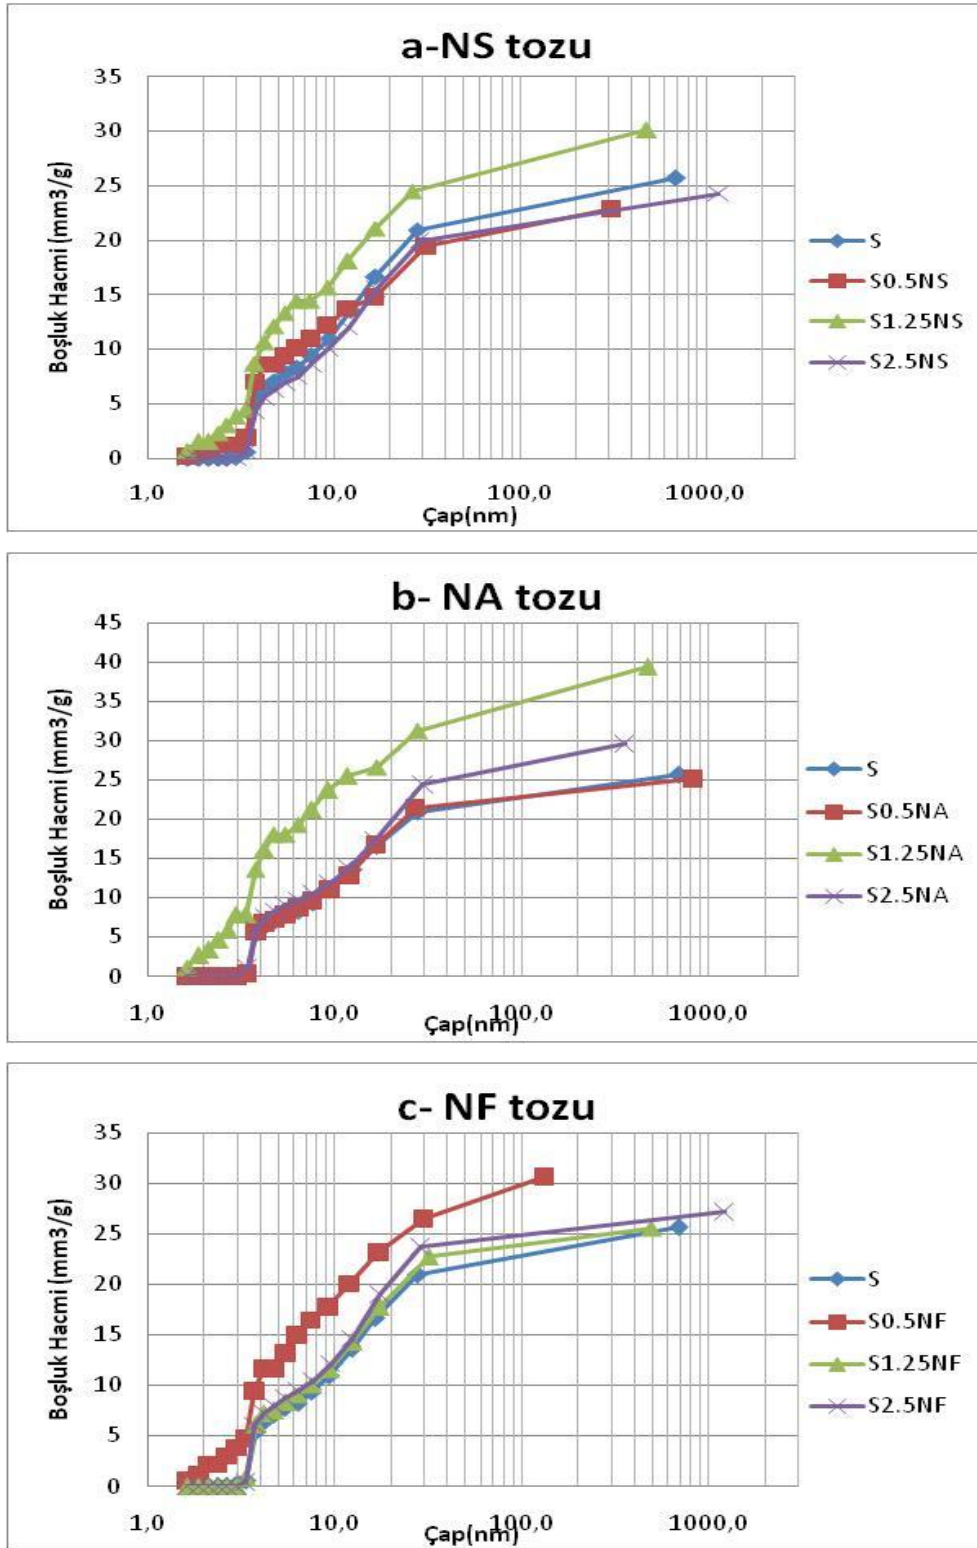 a-NS tozu
35
30
25
20
15
10
5
0
Boşluk Hacmi (mm3/g)
1,0 10,0 100,0 1000,0
Çap(nm)
S
S0.5NS
S1.25NS
S2.5NS
b- NA tozu
45
40
35
30
25
20
15
10
5
0
Boşluk Hacmi (mm3/g)
1,0 10,0 100,0 1000,0
Çap(nm)
S
S0.5NA
S1.25NA
S2.5NA
c- NF tozu
35
30
25
20
15
10
5
0
Boşluk Hacmi (mm3/g)
1,0 10,0 100,0 1000,0
Çap(nm)
S
S0.5NF
S1.25NF
S2.5NF